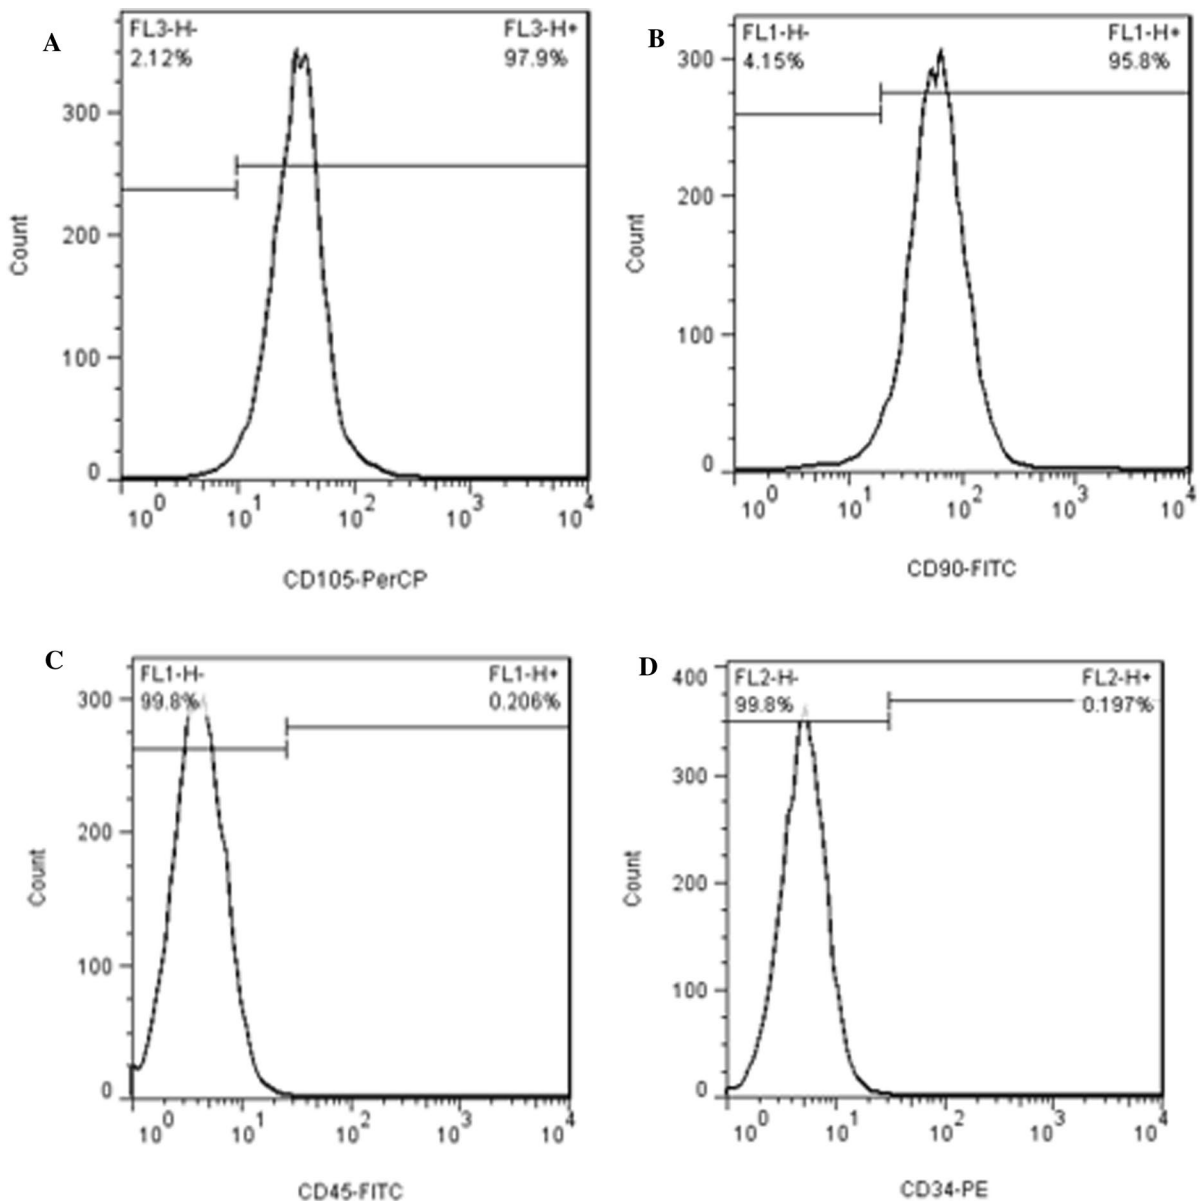 A
FL3-H-
2.12%
FL3-H+
97.9%
300
200
100
0
Count
10^0 10^1 10^2 10^3 10^4
CD105-PerCP
B
FL1-H-
4.15%
FL1-H+
95.8%
300
200
100
0
Count
10^0 10^1 10^2 10^3 10^4
CD90-FITC
C
FL1-H-
99.8%
FL1-H+
0.206%
300
200
100
0
Count
10^0 10^1 10^2 10^3 10^4
CD45-FITC
D
FL2-H-
99.8%
FL2-H+
0.197%
400
300
200
100
0
Count
10^0 10^1 10^2 10^3 10^4
CD34-PE